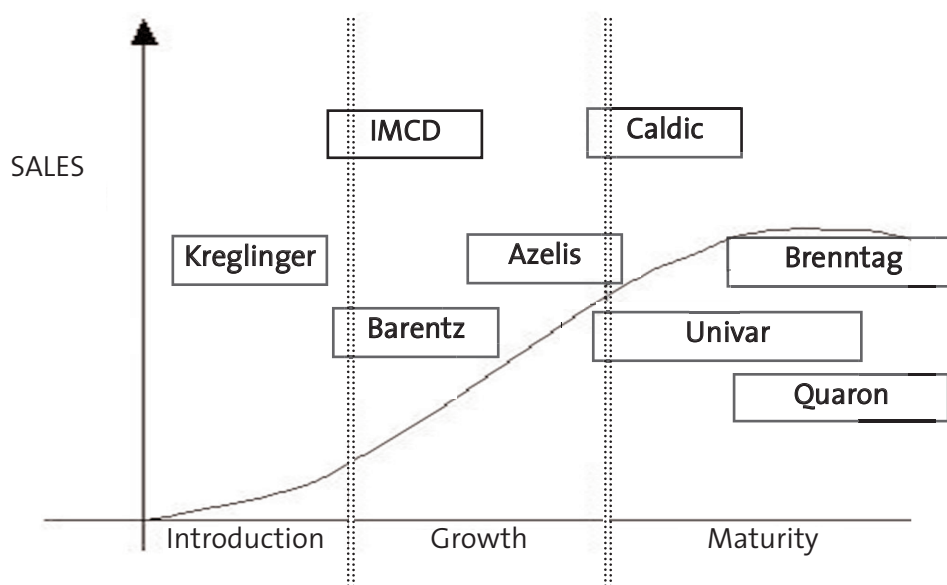 IMCD
Caldic
SALES
Kreglinger
Azelis
Brenntag
Barentz
Univar
Quaron
Introduction
Growth
Maturity